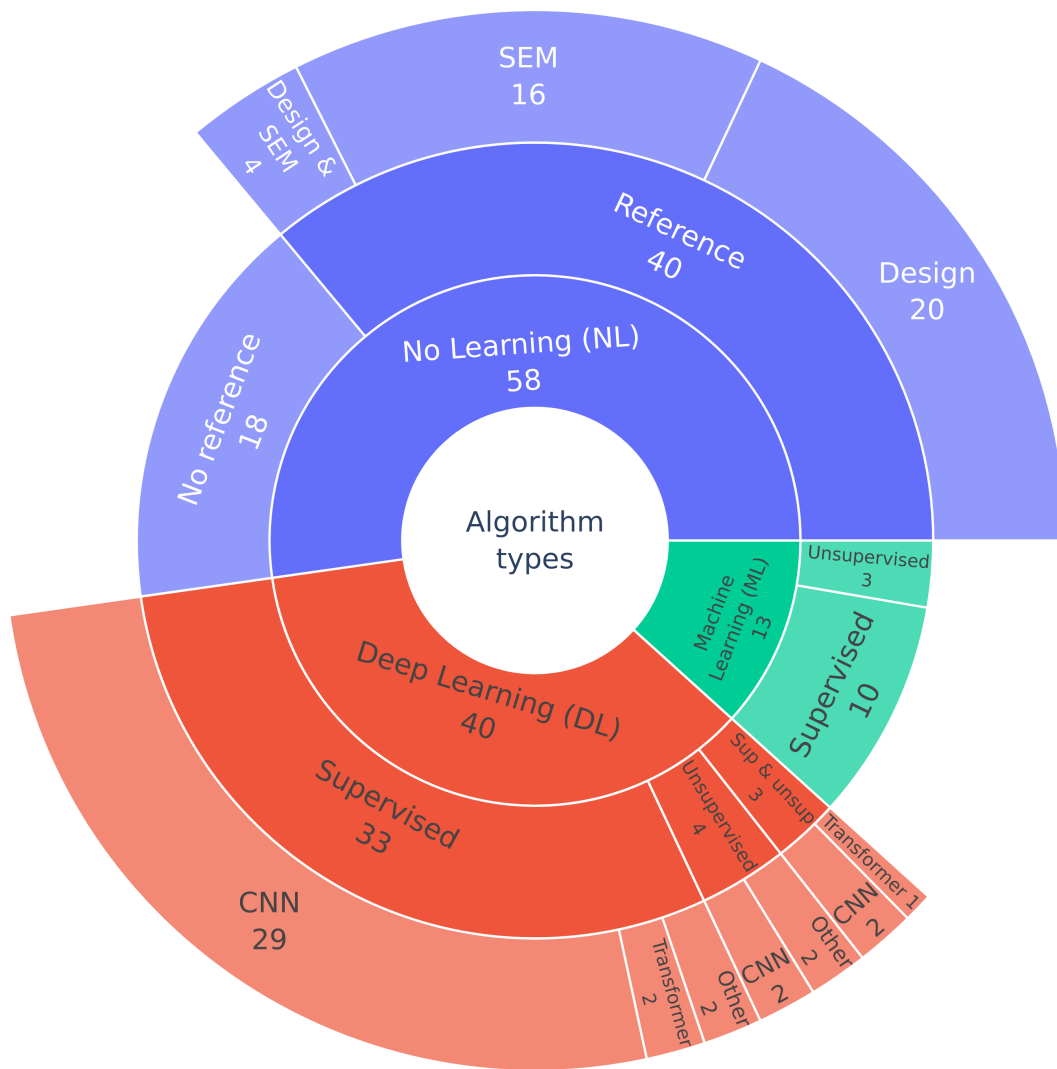 Algorithm
types
No Learning (NL)
58
Reference
40
Design
20
SEM
16
Design &
SEM
4
No reference
18
Deep Learning (DL)
40
Supervised
33
CNN
29
Transformer
2
Other
2
Unsupervised
4
CNN
2
Other
2
Sup & unsup
3
CNN
2
Transformer 1
Machine
Learning (ML)
13
Supervised
10
Unsupervised
3